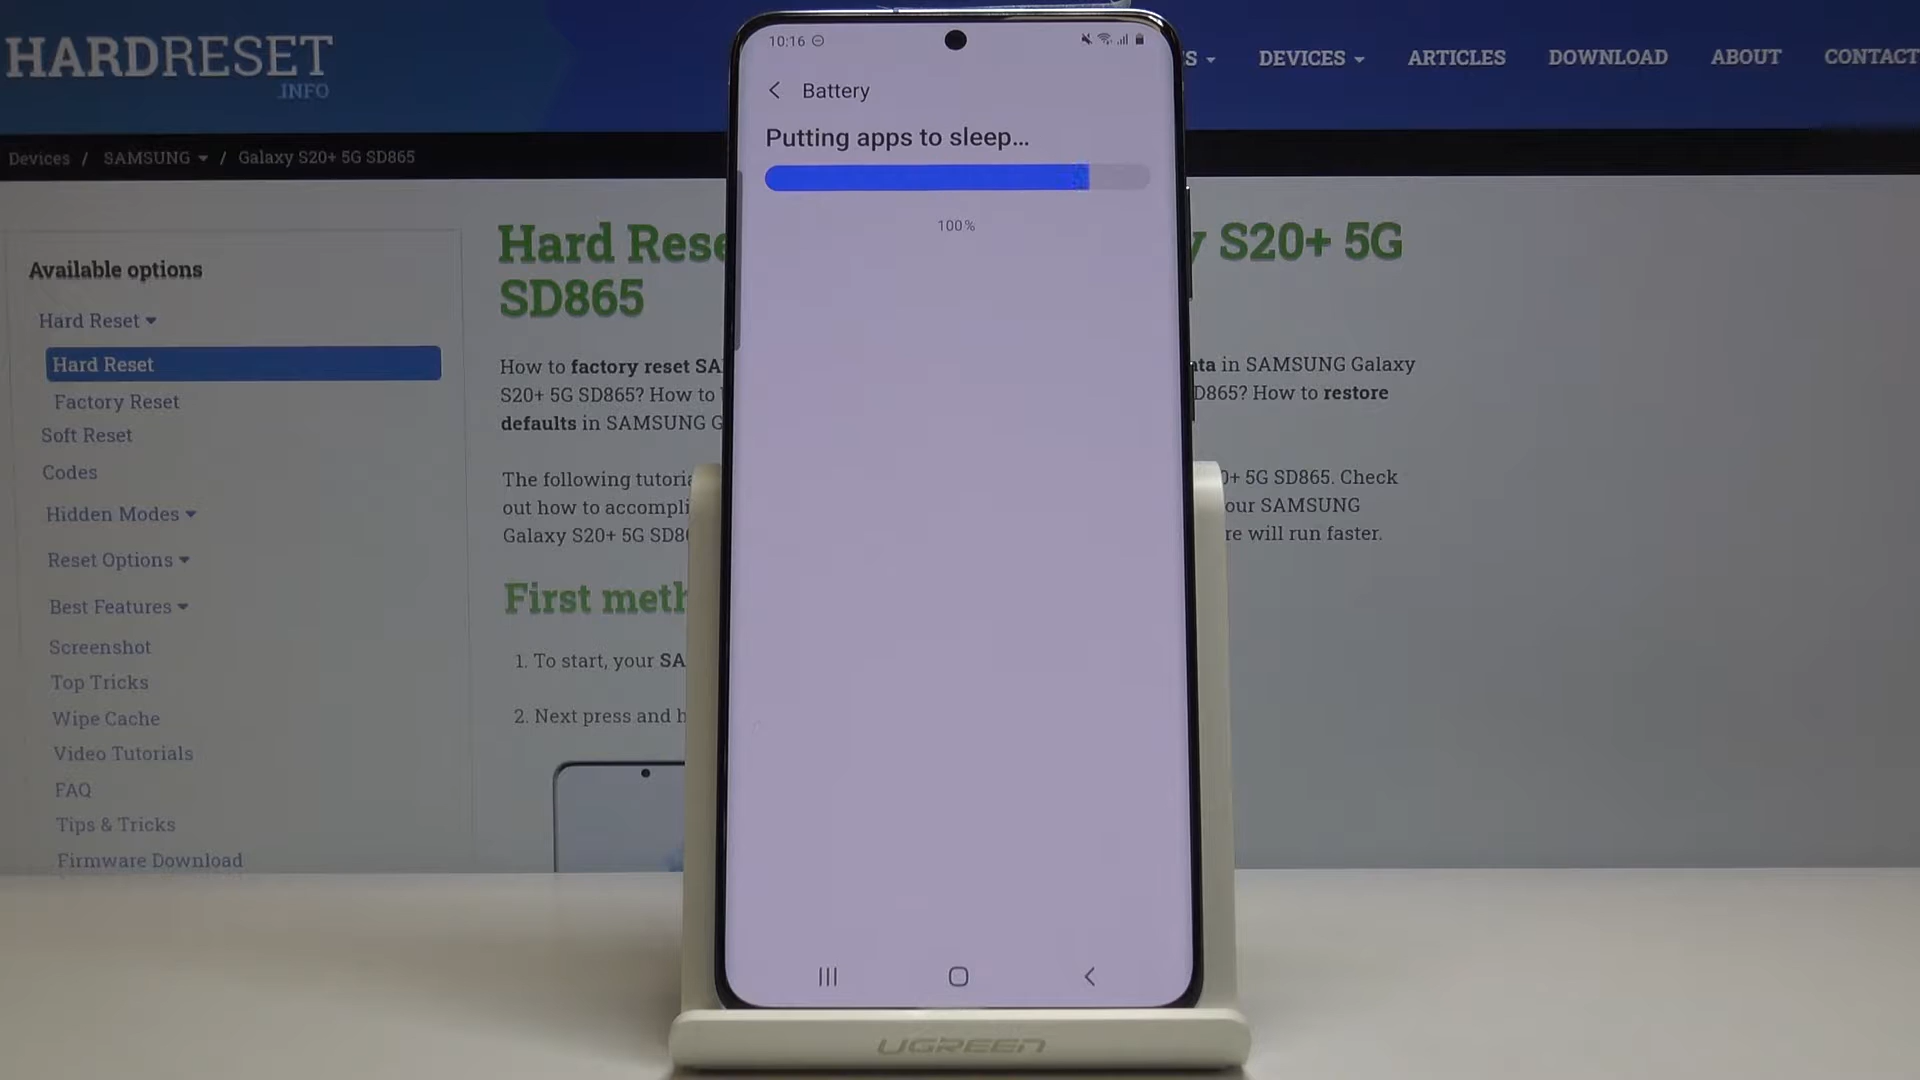 HARDRESET
.INFO
S
DEVICES
ARTICLES
DOWNLOAD
ABOUT
CONTACT
Devices / SAMSUNG / Galaxy S20+ 5G SD865
Available options
Hard Reset
Hard Reset
Factory Reset
Soft Reset
Codes
Hidden Modes
Reset Options
Best Features
Screenshot
Top Tricks
Wipe Cache
Video Tutorials
FAQ
Tips & Tricks
Firmware Download
Hard Rese
y S20+ 5G
SD865
How to factory reset SA
ata in SAMSUNG Galaxy
S20+ 5G SD865? How to
D865? How to restore
defaults in SAMSUNG G
The following tutoria
0+ 5G SD865. Check
out how to accompli
our SAMSUNG
Galaxy S20+ 5G SD86
re will run faster.
First meth
1. To start, your SA
2. Next press and h
10:16
Battery
Putting apps to sleep...
100%
UGREEN